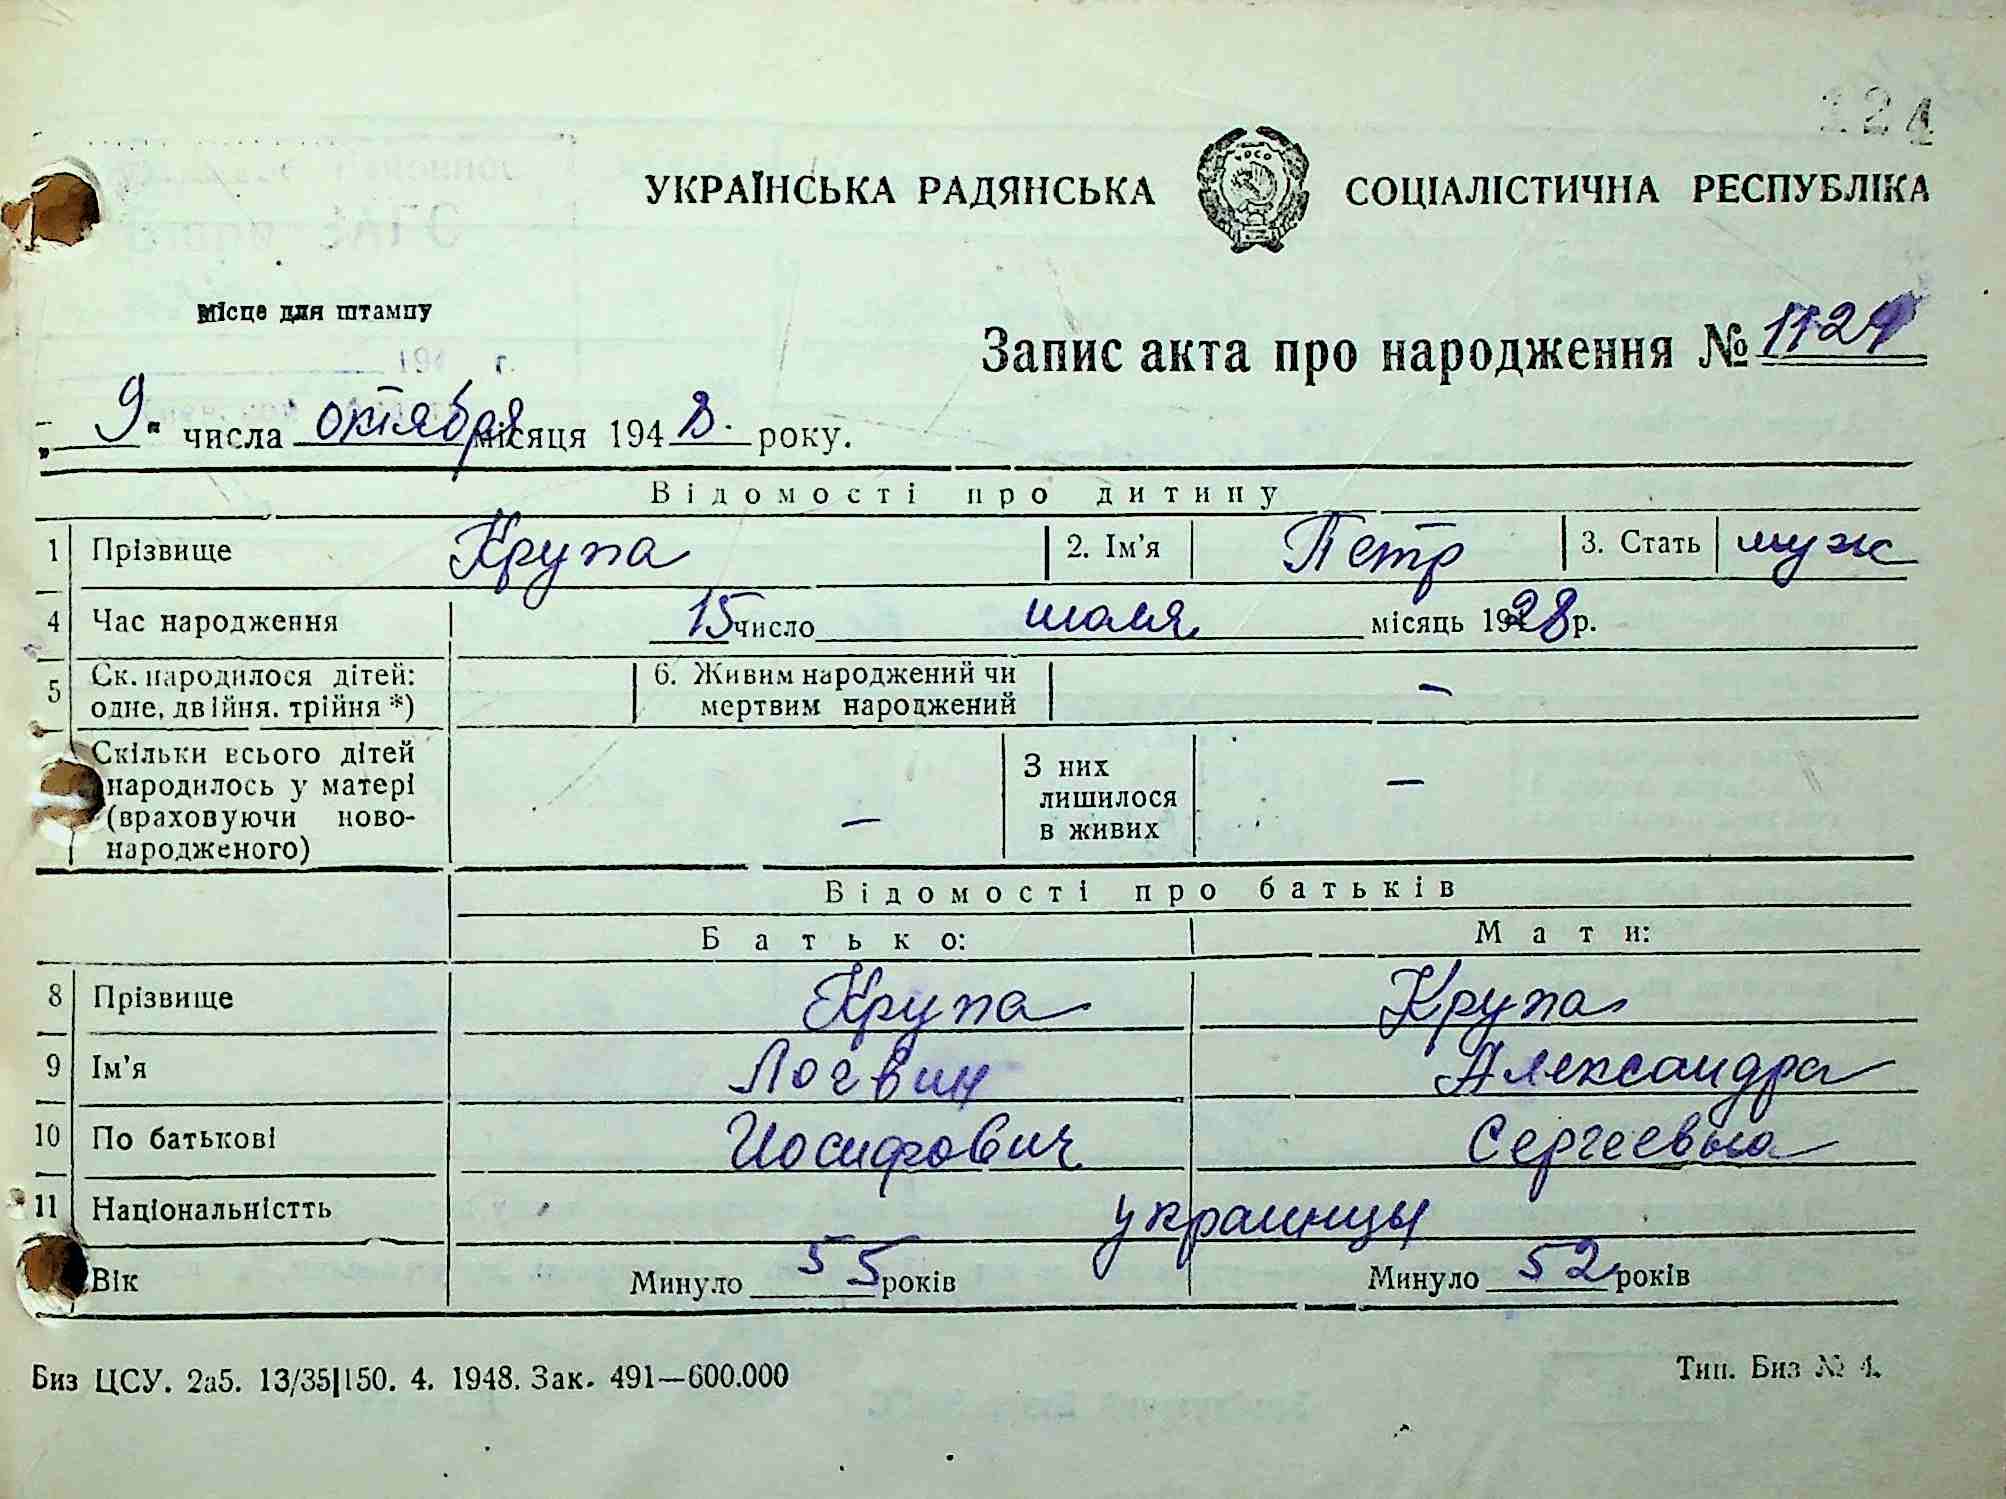 124
УКРАЇНСЬКА РАДЯНСЬКА СОЦІАЛІСТИЧНА РЕСПУБЛІКА
Місце для штампу
Запис акта про народження № 1124
„9“ числа октября місяця 1948. року.
Відомості про дитину
1 Прізвище Крупа 2. Ім'я Петр 3. Стать муж
4 Час народження 15 число июля місяць 1928 р.
5 Ск. народилося дітей: одне, двійня, трійня *) 6. Живим народжений чи мертвим народжений —
Скільки всього дітей народилось у матері (враховуючи ново-народженого) — З них лишилося в живих —
Відомості про батьків
Батько: Мати:
8 Прізвище Крупа Крупа
9 Ім'я Логвин Александра
10 По батькові Иосифович Сергеевна
11 Національністть украинцы
Вік Минуло 55 років Минуло 52 років
Биз ЦСУ. 2а5. 13/35|150. 4. 1948. Зак. 491—600.000 Тип. Биз № 4.